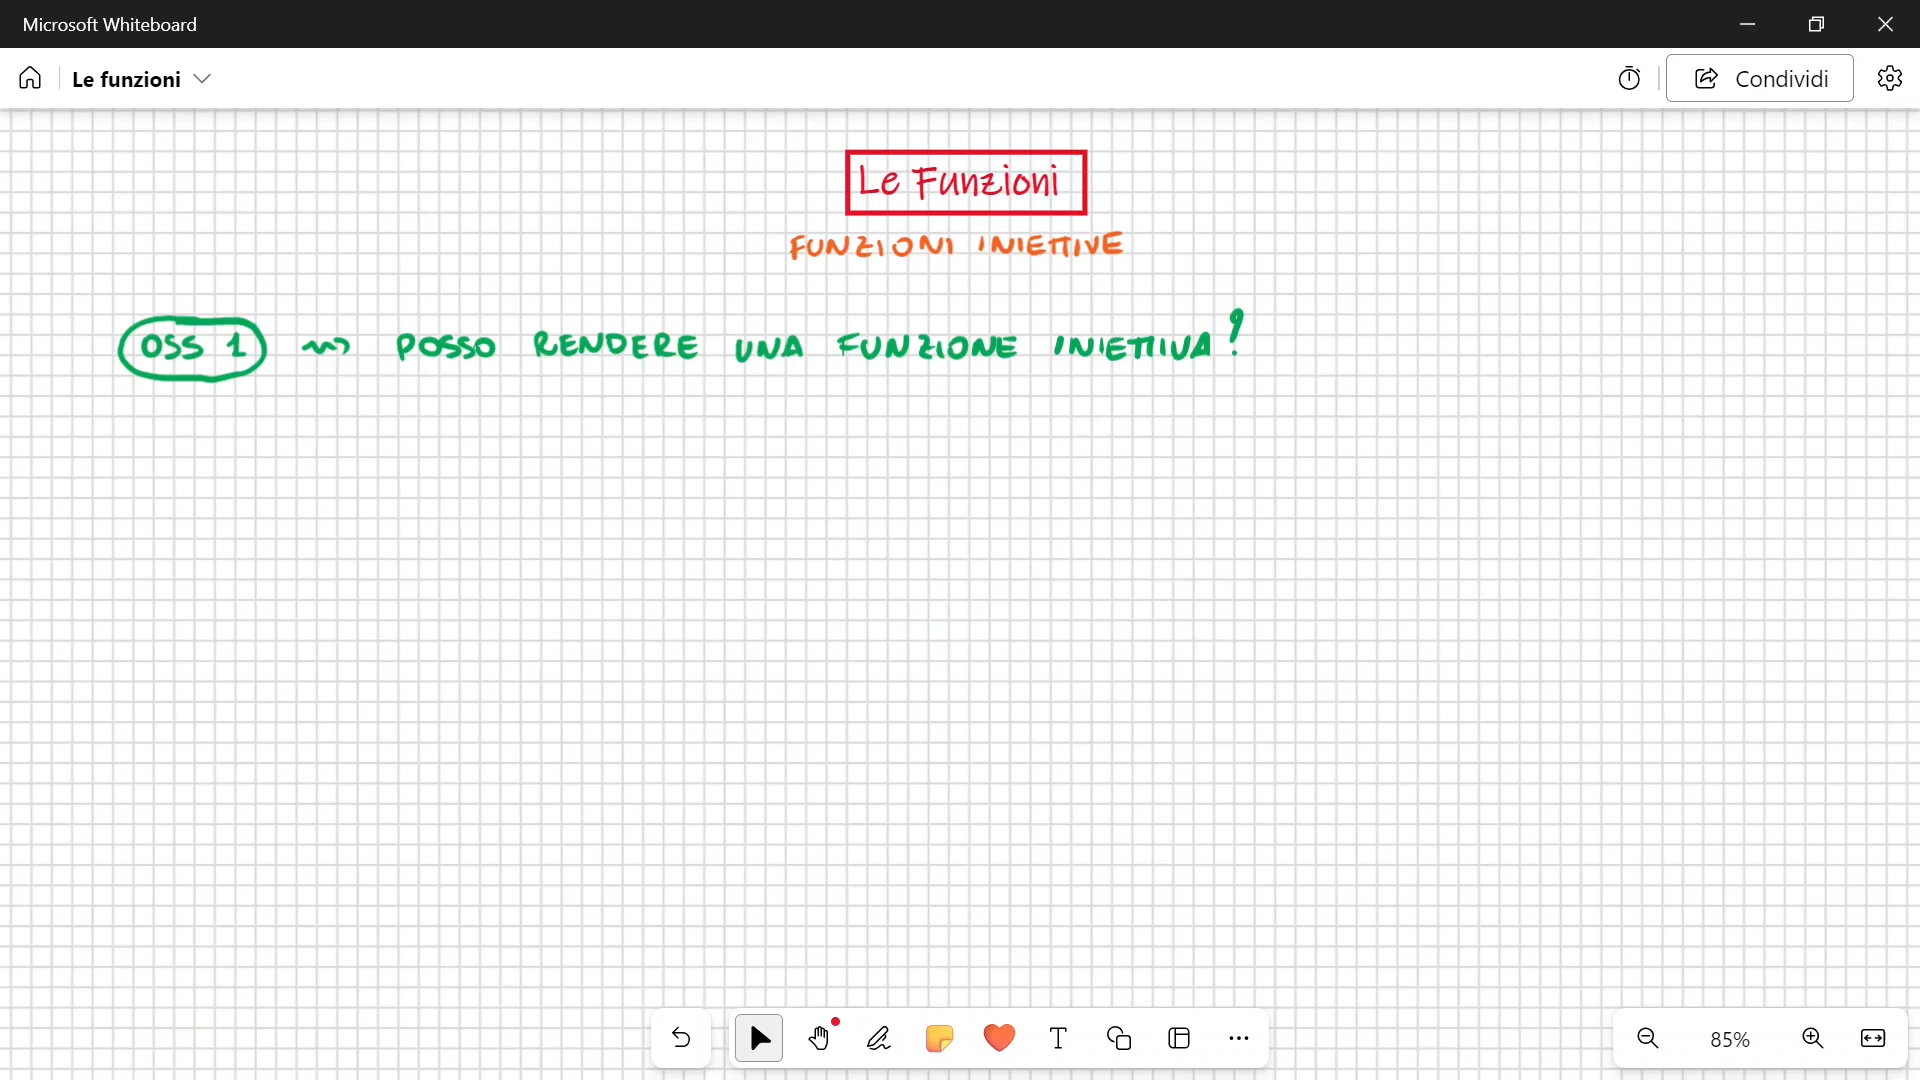 Microsoft Whiteboard
Le funzioni
Condividi
Le Funzioni
FUNZIONI INIETTIVE
OSS 1 POSSO RENDERE UNA FUNZIONE INIETTIVA?
85%